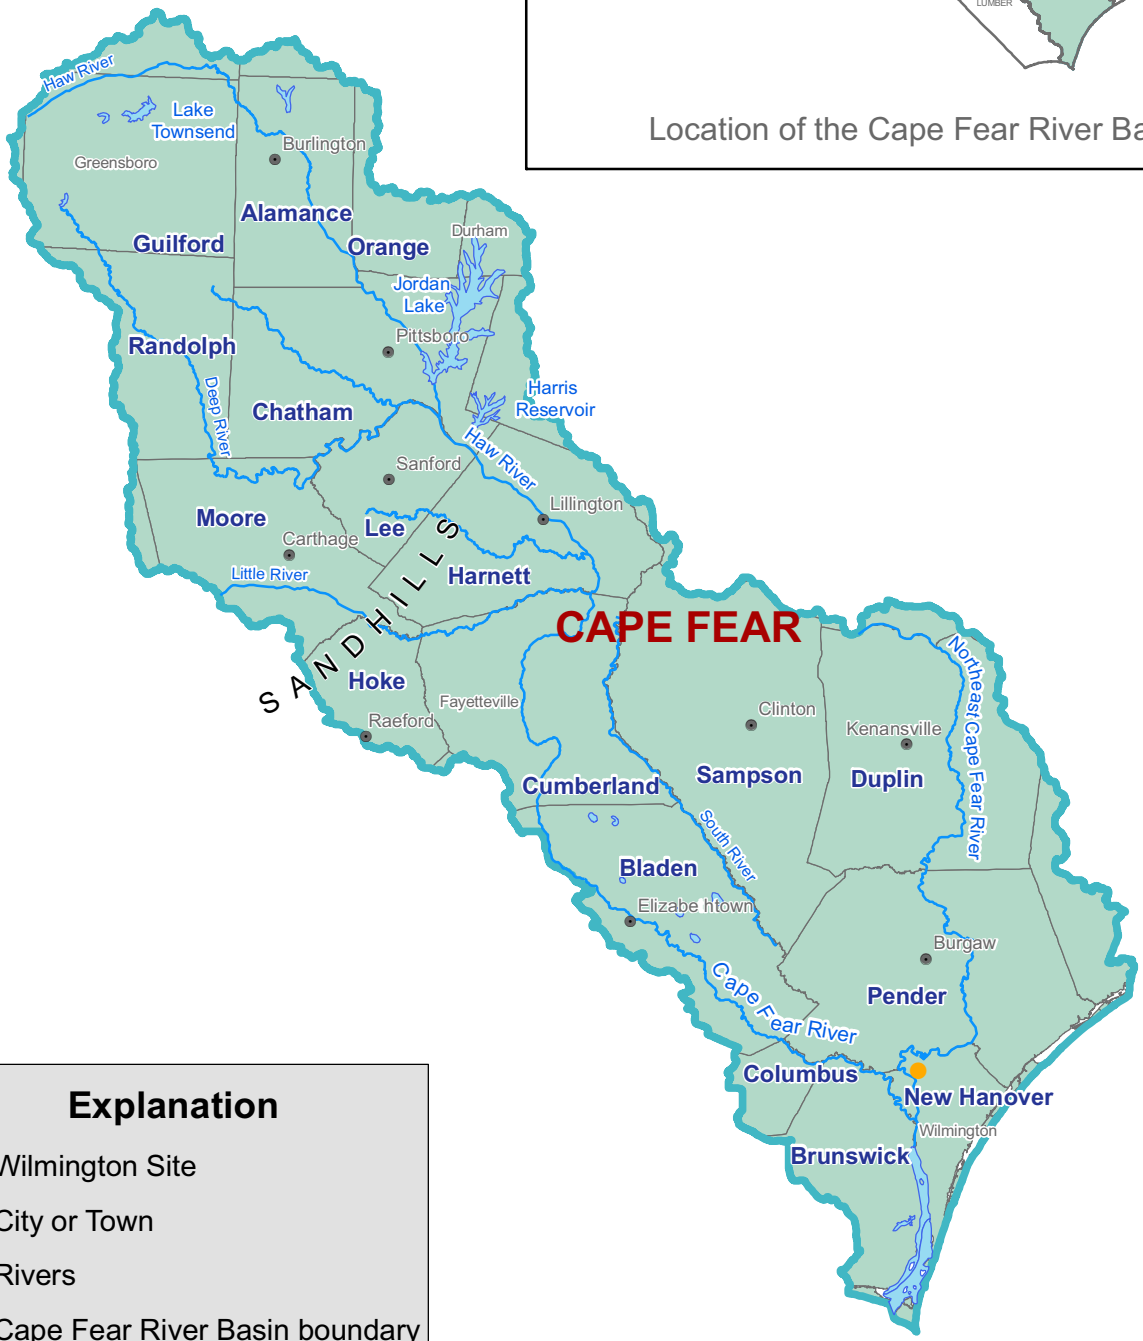 LUMBER
Location of the Cape Fear River Ba
Haw River
Lake
Townsend
Greensboro
Burlington
Alamance
Guilford
Orange
Durham
Jordan
Lake
Pittsboro
Randolph
Deep River
Chatham
Harris
Reservoir
Haw River
Sanford
Lillington
Moore
Lee
Carthage
Little River
Harnett
SANDHILLS
CAPE FEAR
Hoke
Raeford
Fayetteville
Clinton
Kenansville
Northeast Cape Fear River
Cumberland
Sampson
Duplin
South River
Bladen
Elizabe htown
Burgaw
Pender
Cape Fear River
Columbus
New Hanover
Wilmington
Brunswick
Explanation
Wilmington Site
City or Town
Rivers
Cape Fear River Basin boundary